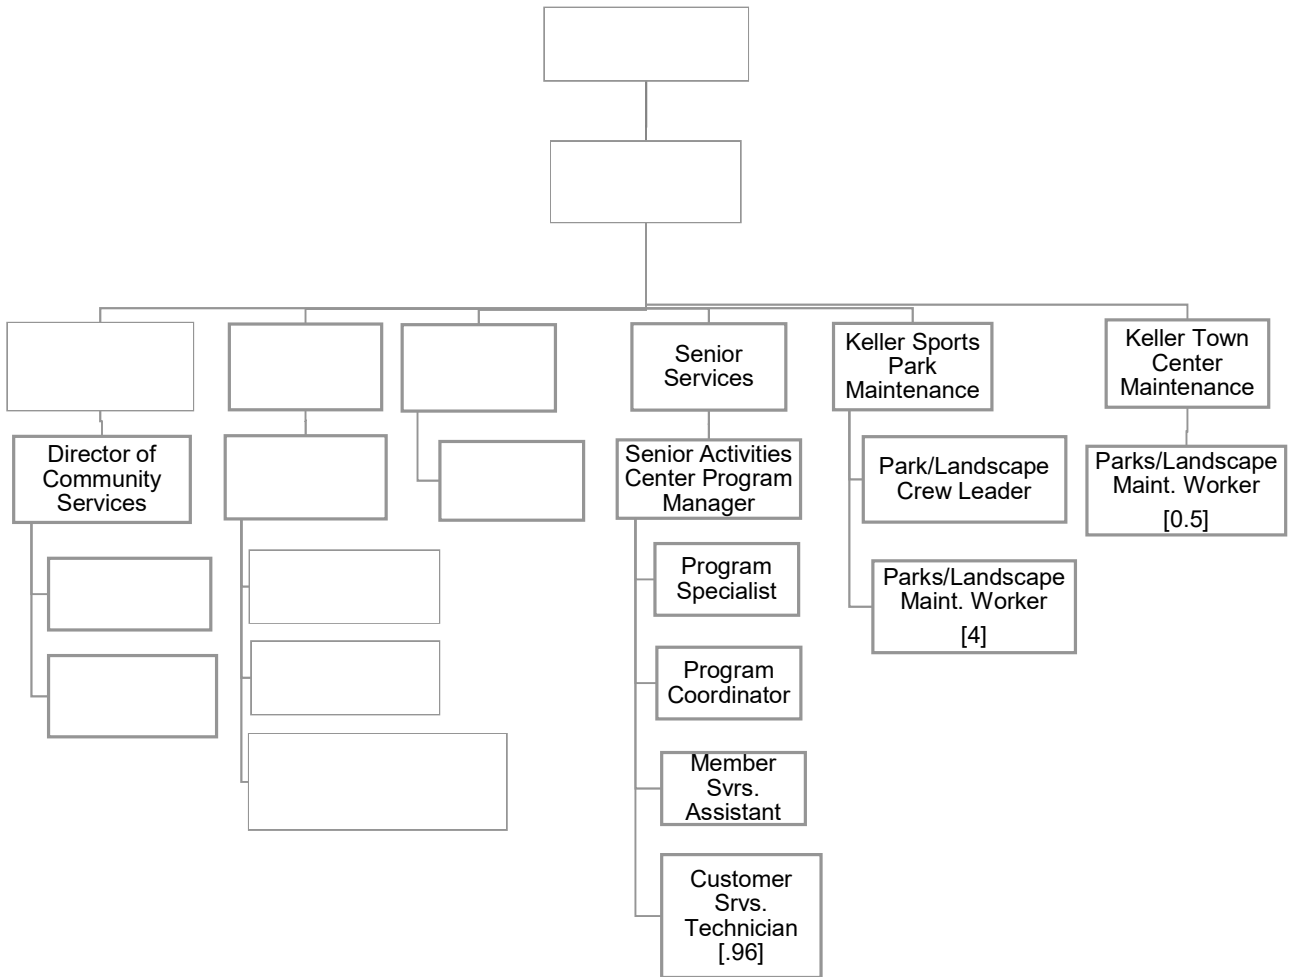 Senior
Services
Keller Sports
Park
Maintenance
Keller Town
Center
Maintenance
Director of
Community
Services
Senior Activities
Center Program
Manager
Park/Landscape
Crew Leader
Parks/Landscape
Maint. Worker
[0.5]
Program
Specialist
Parks/Landscape
Maint. Worker
[4]
Program
Coordinator
Member
Svrs.
Assistant
Customer
Srvs.
Technician
[.96]